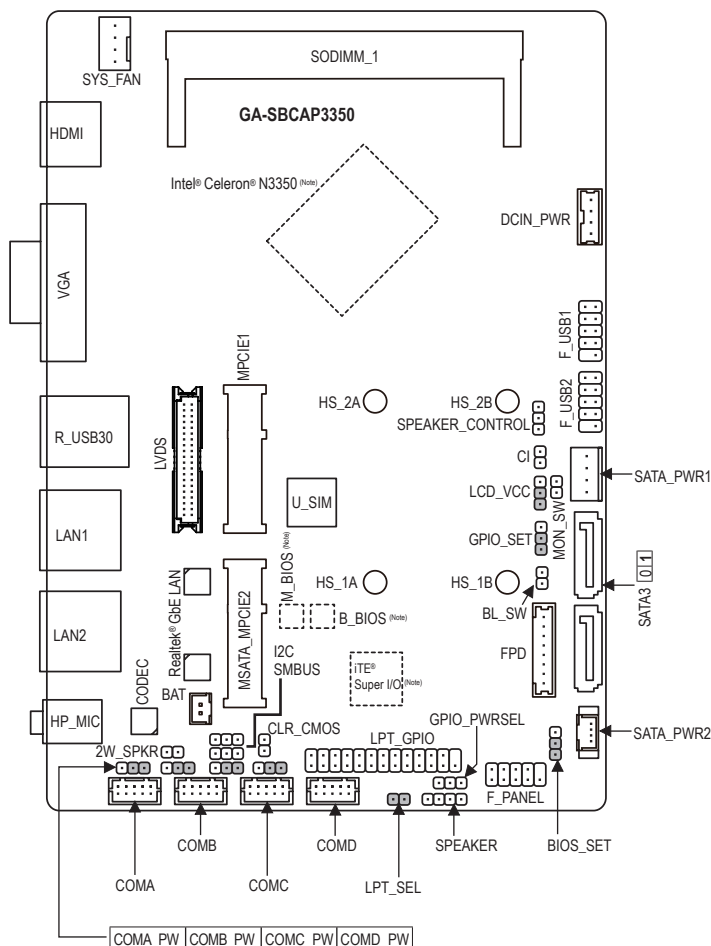 SODIMM_1
SYS_FAN
GA-SBCAP3350
HDMI
Intel® Celeron® N3350 (Note)
DCIN_PWR
VGA
F_USB1
MPCIE1
F_USB2
HS_2A
HS_2B
SPEAKER_CONTROL
R_USB30
LVDS
CI
SATA_PWR1
LCD_VCC
U_SIM
MON_SW
LAN1
GPIO_SET
M_BIOS (Note)
HS_1A
HS_1B
SATA3 0 1
Realtek® GbE LAN
MSATA_MPCIE2
B_BIOS (Note)
BL_SW
LAN2
I2C
SMBUS
FPD
CODEC
iTE®
Super I/O (Note)
BAT
HP_MIC
GPIO_PWRSEL
CLR_CMOS
LPT_GPIO
SATA_PWR2
2W_SPKR
F_PANEL
COMB
COMD
SPEAKER
BIOS_SET
COMA
COMC
LPT_SEL
COMA_PW COMB_PW COMC_PW COMD_PW